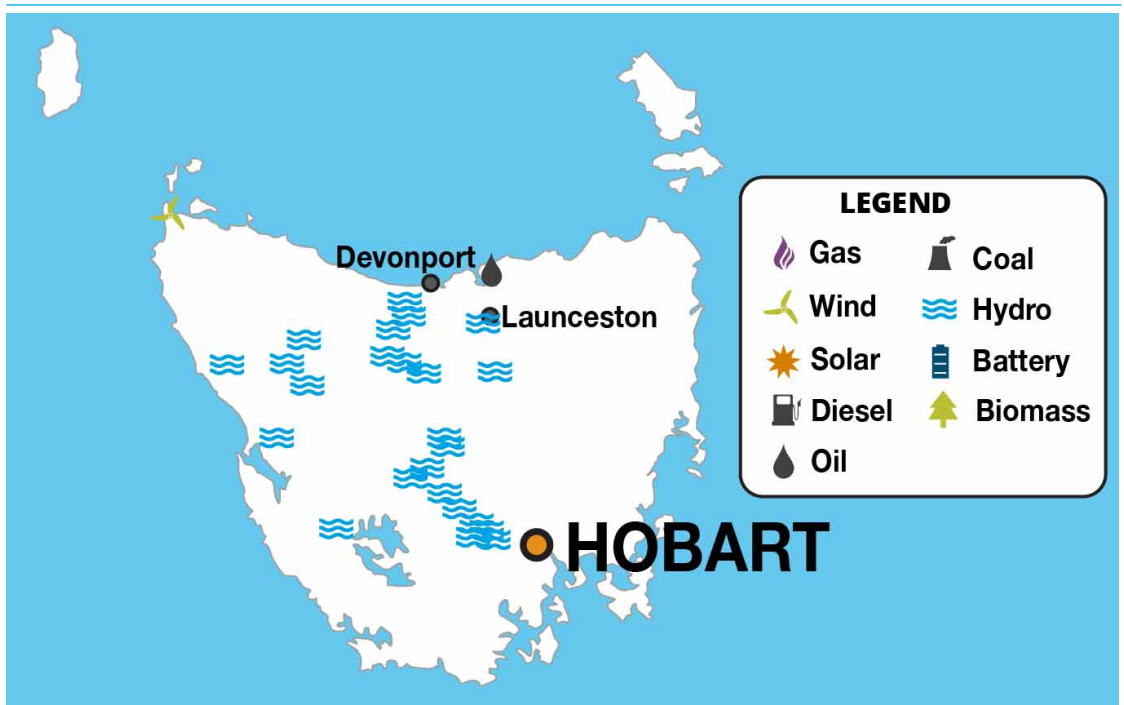 LEGEND
Gas
Coal
Wind
Hydro
Solar
Battery
Diesel
Biomass
Oil
Devonport
Launceston
HOBART